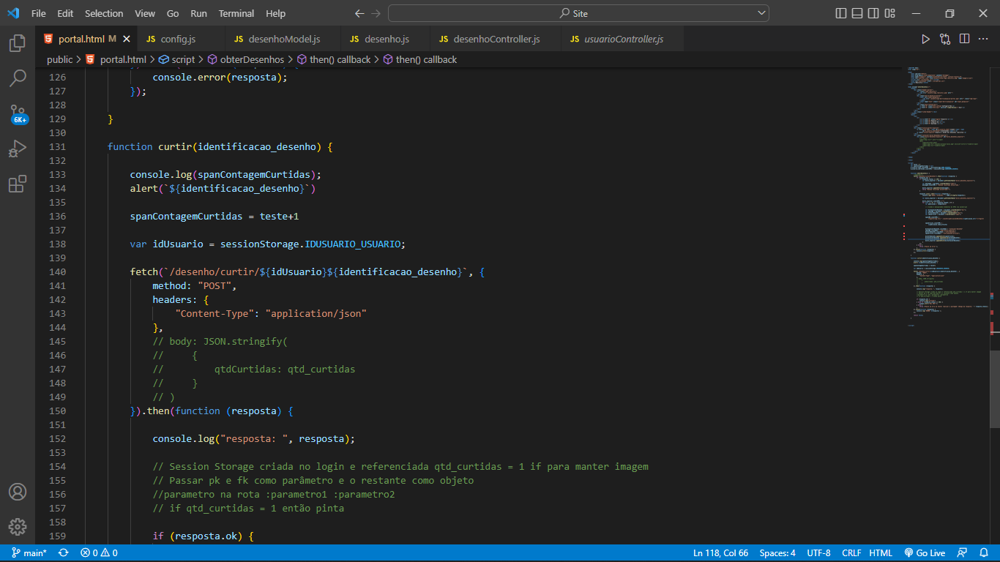 File Edit Selection View Go Run Terminal Help
Site
portal.html M
JS config.js
JS desenhoModel.js
JS desenho.js
JS desenhoController.js
JS usuarioController.js
public > portal.html > script > obterDesenhos > then() callback > then() callback
6K+
126 console.error(resposta);
127 });
128
129 }
130
131 function curtir(identificacao_desenho) {
132
133 console.log(spanContagemCurtidas);
134 alert(`${identificacao_desenho}`)
135
136 spanContagemCurtidas = teste+1
137
138 var idUsuario = sessionStorage.IDUSUARIO_USUARIO;
139
140 fetch(`/desenho/curtir/${idUsuario}${identificacao_desenho}`, {
141 method: "POST",
142 headers: {
143 "Content-Type": "application/json"
144 },
145 // body: JSON.stringify(
146 // {
147 // qtdCurtidas: qtd_curtidas
148 // }
149 // )
150 }).then(function (resposta) {
151
152 console.log("resposta: ", resposta);
153
154 // Session Storage criada no login e referenciada qtd_curtidas = 1 if para manter imagem
155 // Passar pk e fk como parâmetro e o restante como objeto
156 //parametro na rota :parametro1 :parametro2
157 // if qtd_curtidas = 1 então pinta
158
159 if (resposta.ok) {
main* 0 0 Ln 118, Col 66 Spaces: 4 UTF-8 CRLF HTML Go Live